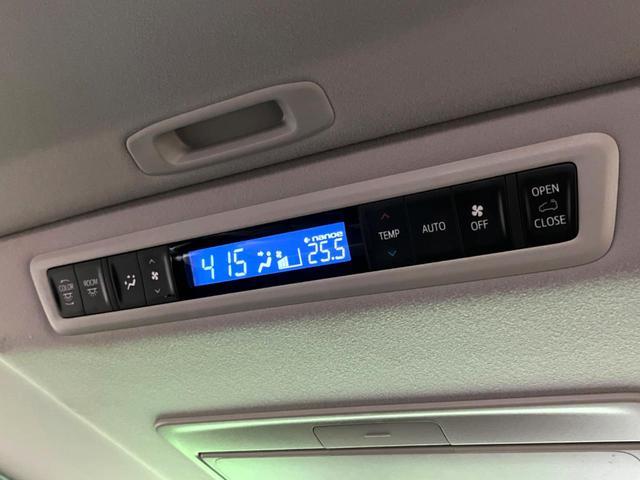 COLOR
ROOM
4 15
nanoe
25.5
TEMP
AUTO
OFF
OPEN
CLOSE